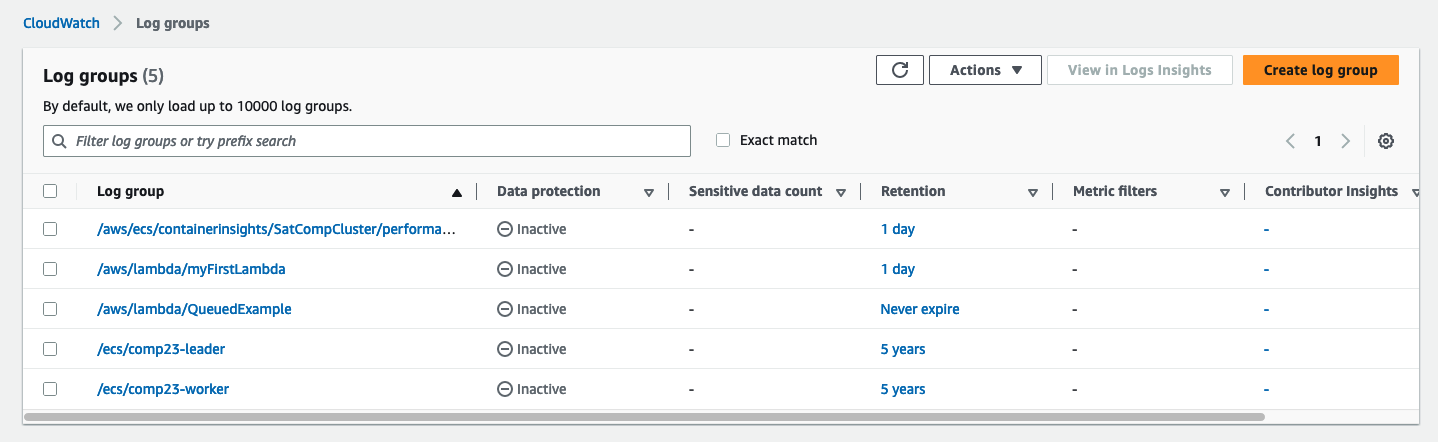 CloudWatch > Log groups
Log groups (5)
Actions ▼ View in Logs Insights Create log group
By default, we only load up to 10000 log groups.
Filter log groups or try prefix search Exact match 1
Log group Data protection Sensitive data count Retention Metric filters Contributor Insights
/aws/ecs/containerinsights/SatCompCluster/performa... Inactive - 1 day - -
/aws/lambda/myFirstLambda Inactive - 1 day - -
/aws/lambda/QueuedExample Inactive - Never expire - -
/ecs/comp23-leader Inactive - 5 years - -
/ecs/comp23-worker Inactive - 5 years - -